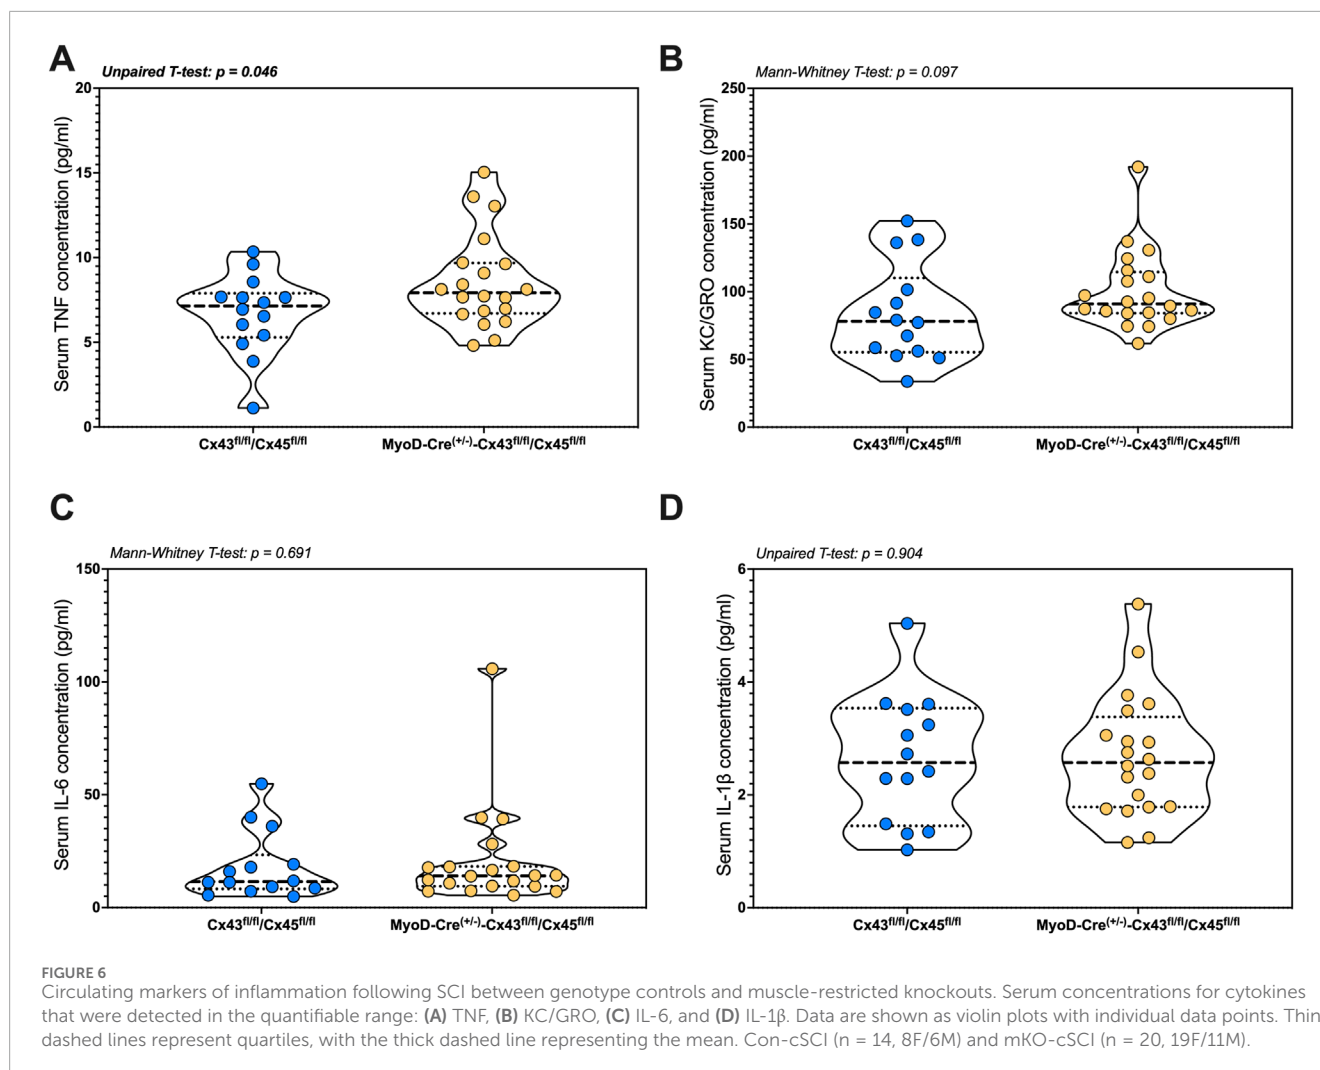 A
Unpaired T-test: p = 0.046
20
15
10
5
0
Serum TNF concentration (pg/ml)
Cx43fl/fl/Cx45fl/fl
MyoD-Cre(+/-)-Cx43fl/fl/Cx45fl/fl
B
Mann-Whitney T-test: p = 0.097
250
200
150
100
50
0
Serum KC/GRO concentration (pg/ml)
Cx43fl/fl/Cx45fl/fl
MyoD-Cre(+/-)-Cx43fl/fl/Cx45fl/fl
C
Mann-Whitney T-test: p = 0.691
150
100
50
0
Serum IL-6 concentration (pg/ml)
Cx43fl/fl/Cx45fl/fl
MyoD-Cre(+/-)-Cx43fl/fl/Cx45fl/fl
D
Unpaired T-test: p = 0.904
6
4
2
0
Serum IL-1β concentration (pg/ml)
Cx43fl/fl/Cx45fl/fl
MyoD-Cre(+/-)-Cx43fl/fl/Cx45fl/fl
FIGURE 6
Circulating markers of inflammation following SCI between genotype controls and muscle-restricted knockouts. Serum concentrations for cytokines
that were detected in the quantifiable range: (A) TNF, (B) KC/GRO, (C) IL-6, and (D) IL-1β. Data are shown as violin plots with individual data points. Thin
dashed lines represent quartiles, with the thick dashed line representing the mean. Con-cSCI (n = 14, 8F/6M) and mKO-cSCI (n = 20, 19F/11M).